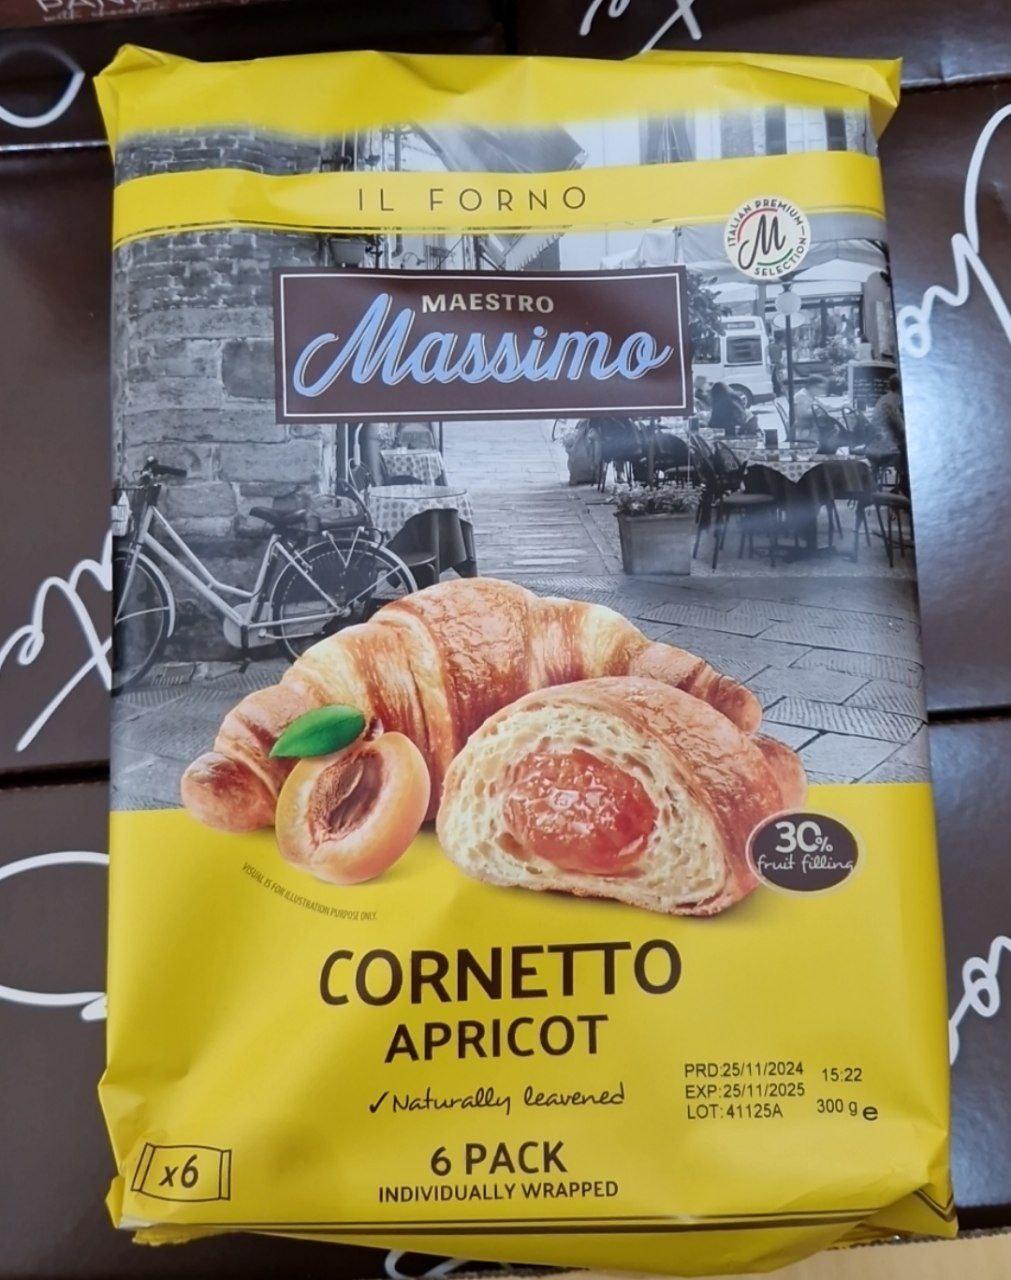 IL FORNO
ITALIAN PREMIUM
M
SELECTION
MAESTRO
Massimo
30%
fruit filling
VISUAL IS FOR ILLUSTRATION PURPOSE ONLY.
CORNETTO
APRICOT
✓Naturally leavened
PRD:25/11/2024 15:22
EXP:25/11/2025
LOT:41125A 300 g e
x6
6 PACK
INDIVIDUALLY WRAPPED